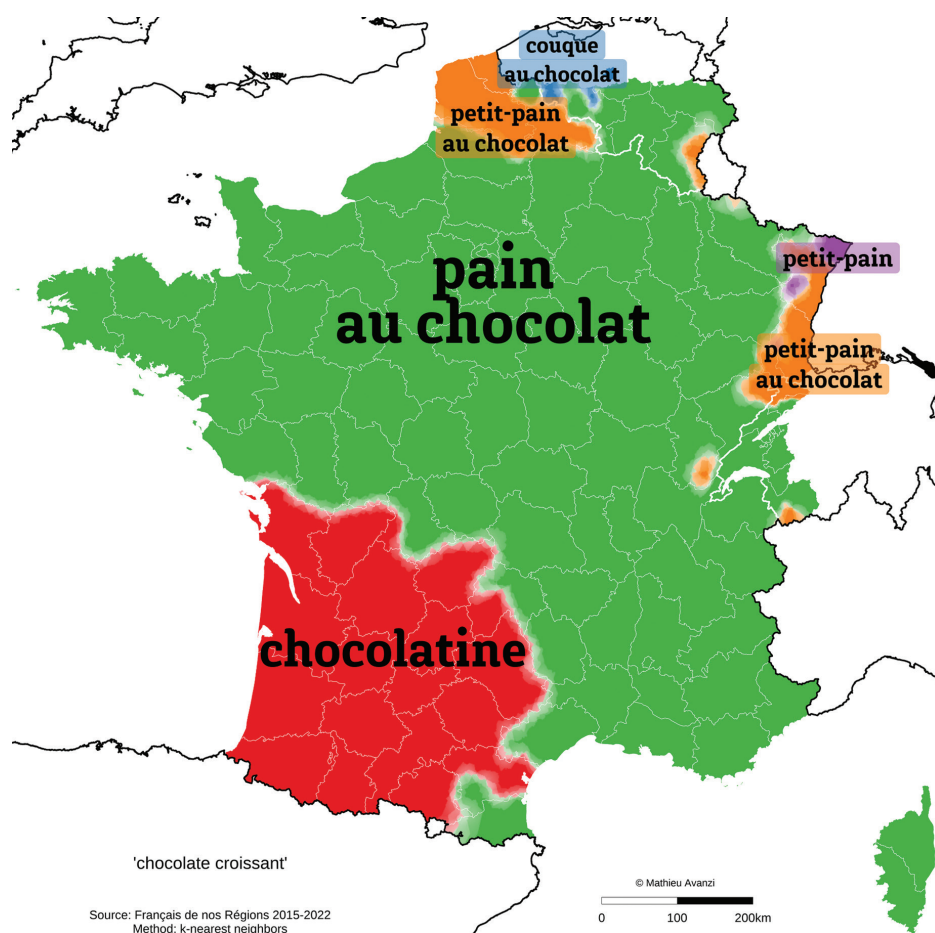 couque
au chocolat
petit-pain
au chocolat
pain
au chocolat
petit-pain
petit-pain
au chocolat
chocolatine
'chocolate croissant'
© Mathieu Avanzi
0 100 200km
Source: Français de nos Régions 2015-2022
Method: k-nearest neighbors